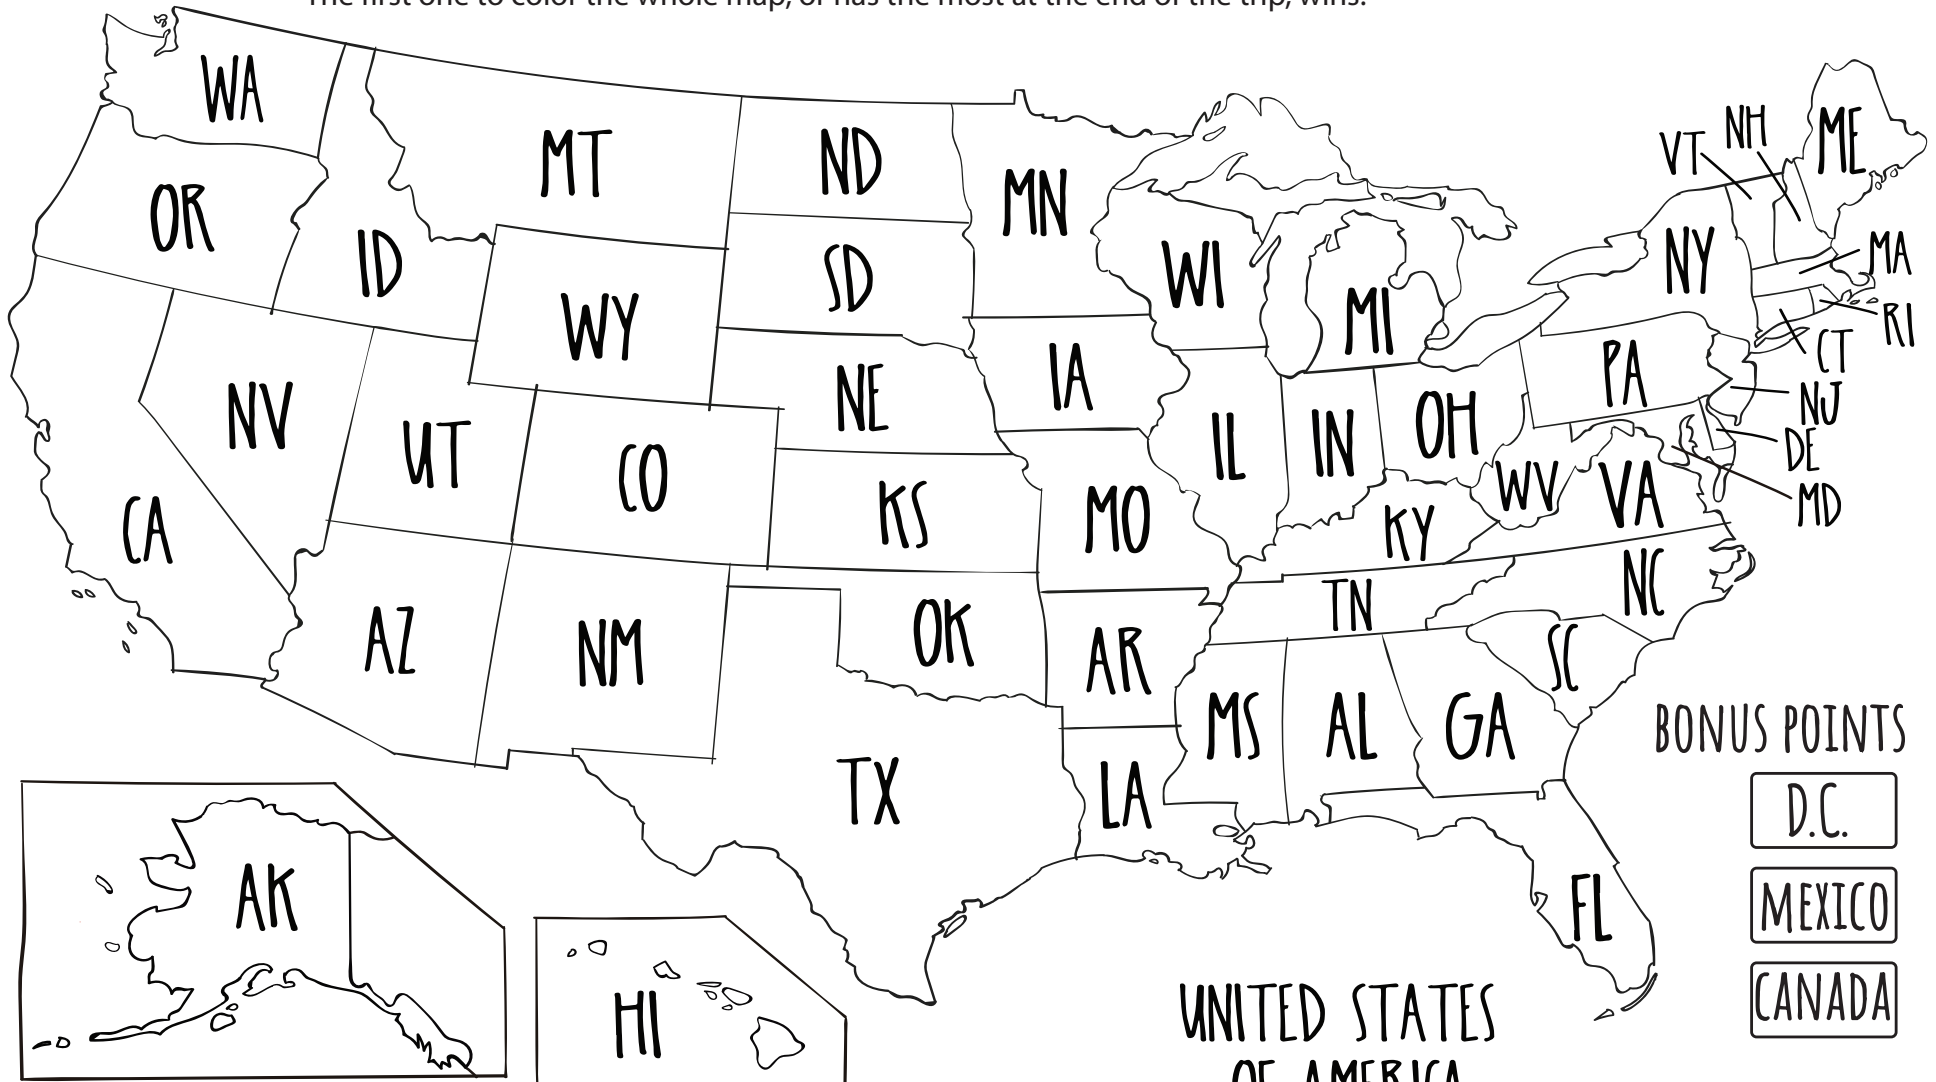 The first one to color the whole map, or has the most at the end of the trip, wins!
WA
MT
ND
MN
VT
NH
ME
OR
ID
WY
SD
WI
MI
NY
MA
RI
CT
NJ
DE
MD
NV
UT
CO
NE
IA
IL
IN
OH
PA
WV
VA
CA
KS
MO
KY
NC
TN
SC
AZ
NM
OK
AR
MS
AL
GA
TX
LA
FL
AK
HI
BONUS POINTS
D.C.
MEXICO
CANADA
UNITED STATES
OF AMERICA